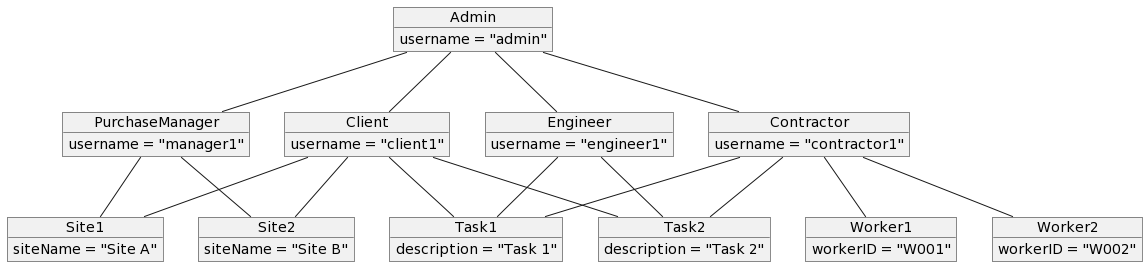 Admin
username = "admin"
PurchaseManager
username = "manager1"
Client
username = "client1"
Engineer
username = "engineer1"
Contractor
username = "contractor1"
Site1
siteName = "Site A"
Site2
siteName = "Site B"
Task1
description = "Task 1"
Task2
description = "Task 2"
Worker1
workerID = "W001"
Worker2
workerID = "W002"